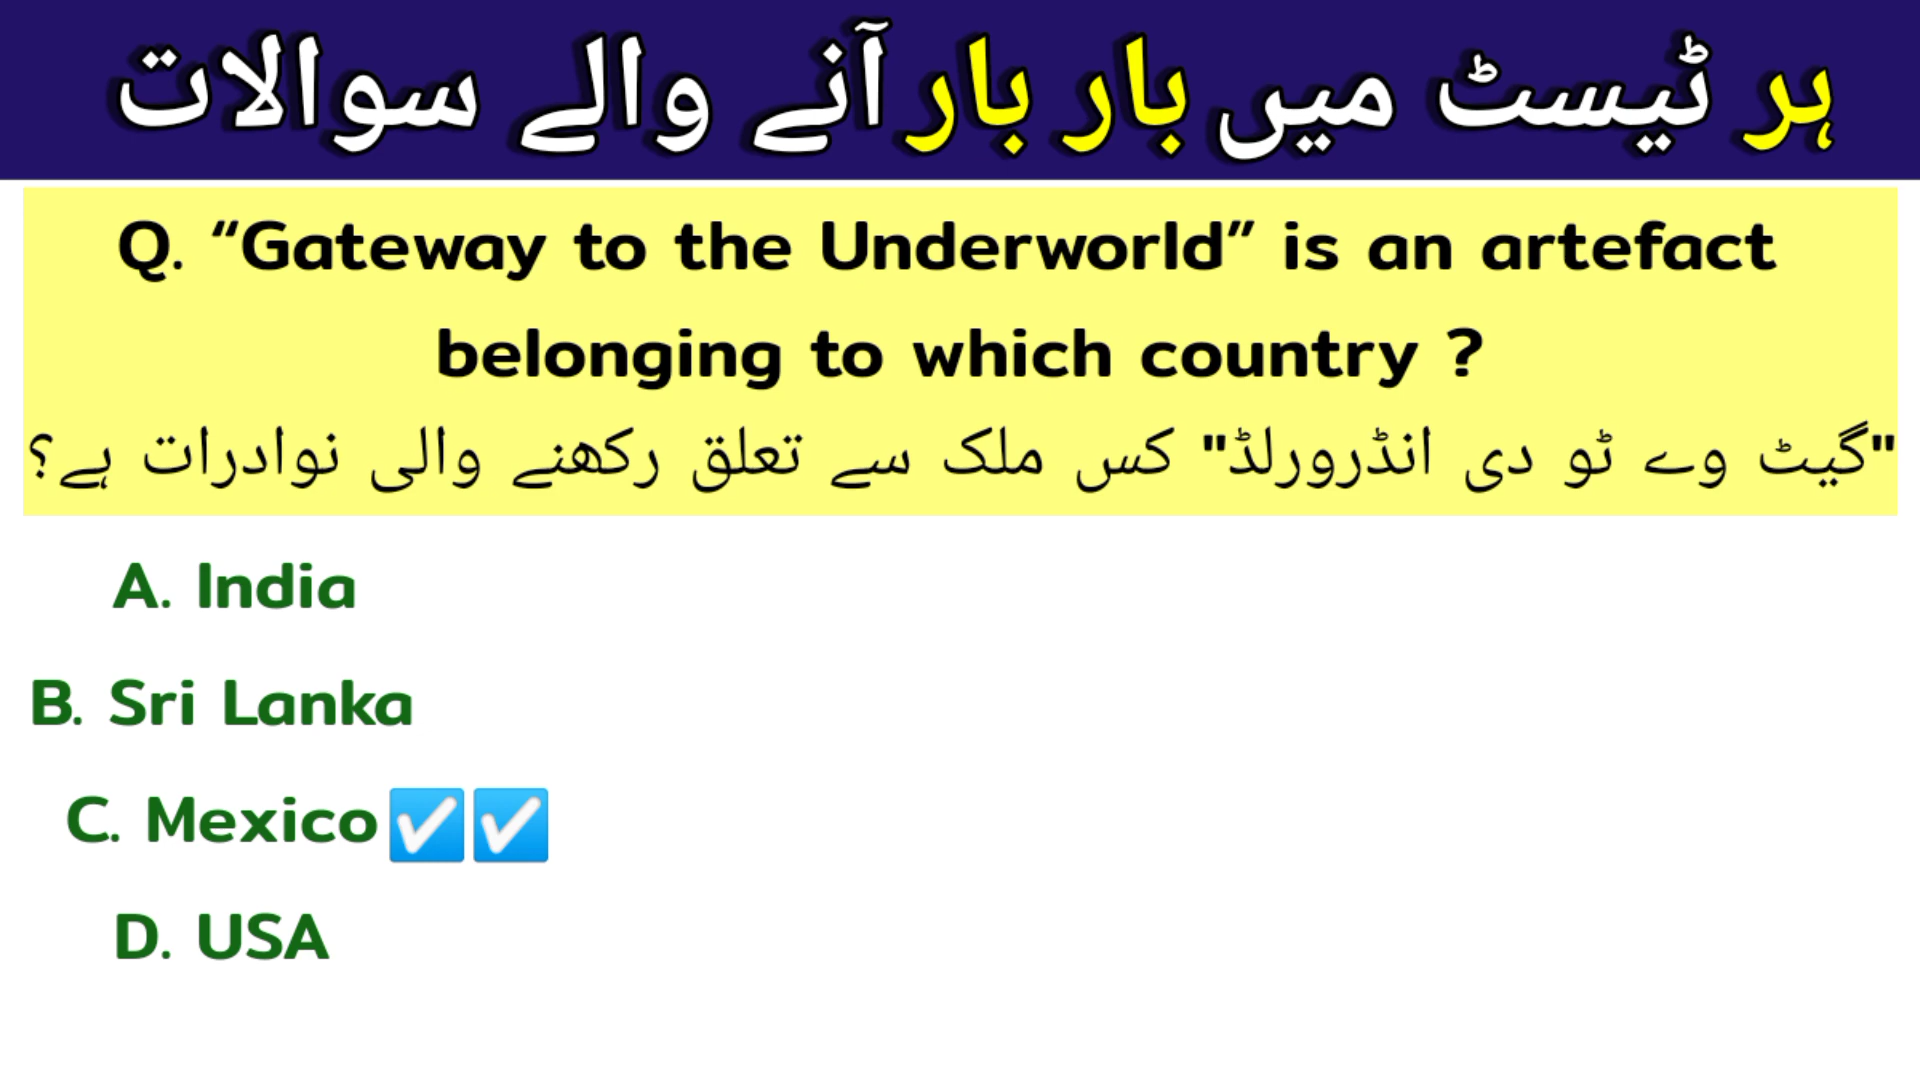 ہر ٹیسٹ میں بار بار آنے والے سوالات
Q. “Gateway to the Underworld” is an artefact
belonging to which country ?
"گیٹ وے ٹو دی انڈرورلڈ" کس ملک سے تعلق رکھنے والی نوادرات ہے؟
A. India
B. Sri Lanka
C. Mexico☑☑
D. USA